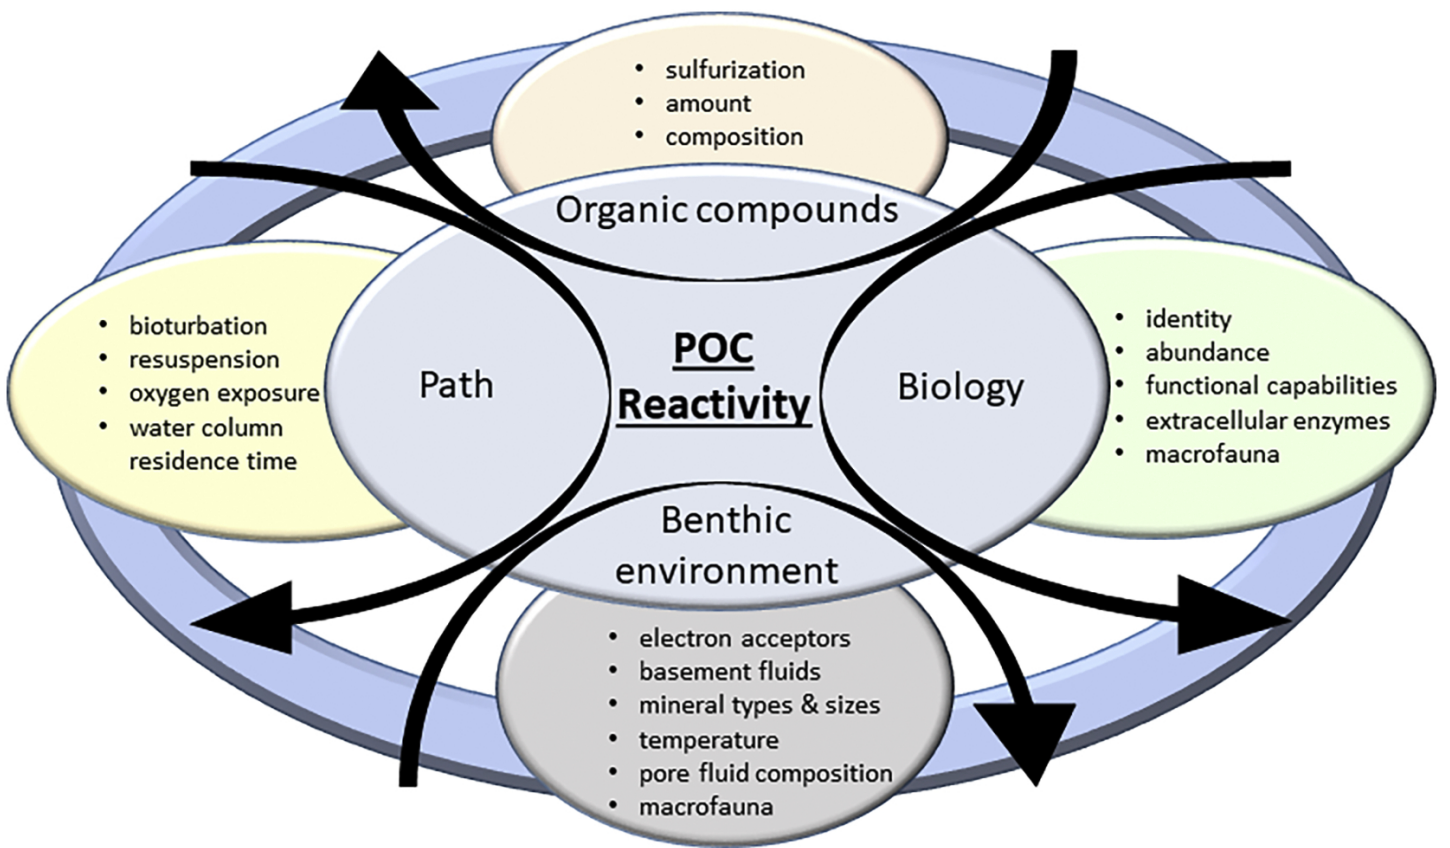 • sulfurization
• amount
• composition
Organic compounds
• bioturbation
• resuspension
• oxygen exposure
• water column
residence time
Path
POC
Reactivity
Biology
• identity
• abundance
• functional capabilities
• extracellular enzymes
• macrofauna
Benthic
environment
• electron acceptors
• basement fluids
• mineral types & sizes
• temperature
• pore fluid composition
• macrofauna